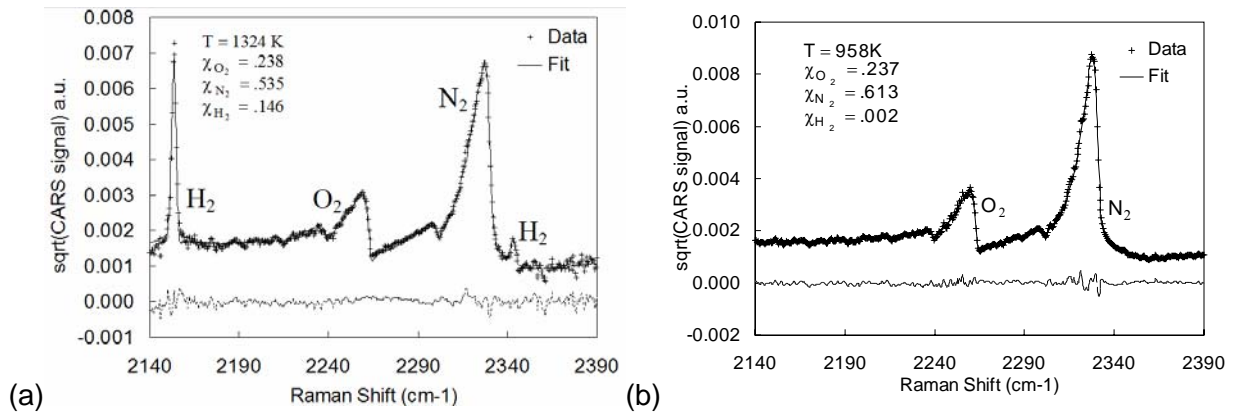 0.008
0.007
0.006
0.005
0.004
0.003
0.002
0.001
0.000
-0.001
sqrt(CARS signal) a.u.
T = 1324 K
χO₂ = .238
χN₂ = .535
χH₂ = .146
+ Data
Fit
N₂
H₂
O₂
H₂
2140 2190 2240 2290 2340 2390
Raman Shift (cm-1)
(a)
0.010
0.008
0.006
0.004
0.002
0.000
-0.002
sqrt(CARS signal) a.u.
T = 958K
χO₂ = .237
χN₂ = .613
χH₂ = .002
+ Data
Fit
O₂
N₂
2140 2190 2240 2290 2340 2390
Raman Shift (cm-1)
(b)